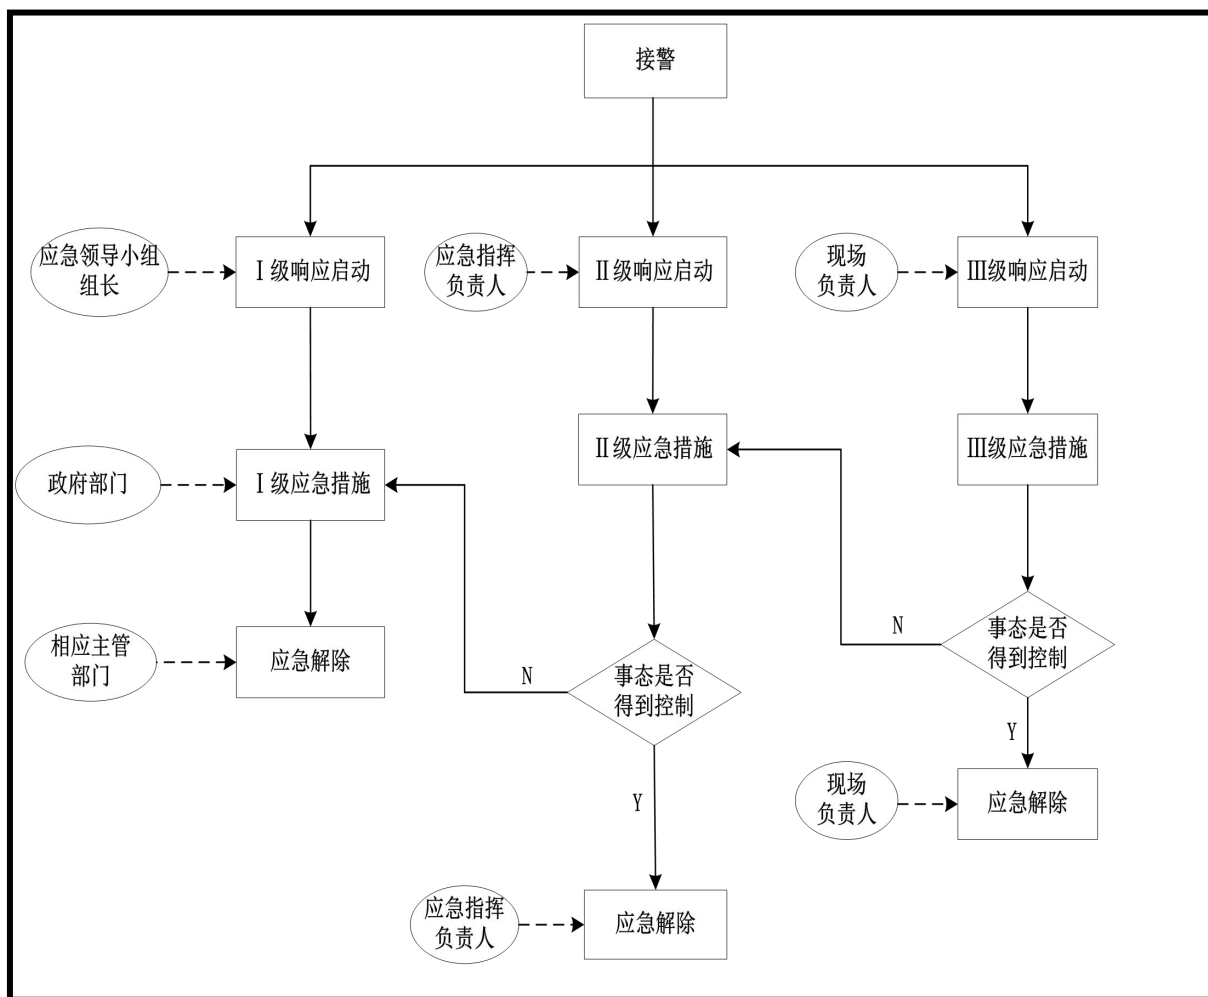 接警
应急领导小组
组长
Ⅰ级响应启动
应急指挥
负责人
Ⅱ级响应启动
现场
负责人
Ⅲ级响应启动
政府部门
Ⅰ级应急措施
Ⅱ级应急措施
Ⅲ级应急措施
相应主管
部门
应急解除
N
事态是否
得到控制
N
事态是否
得到控制
Y
Y
现场
负责人
应急解除
应急指挥
负责人
应急解除